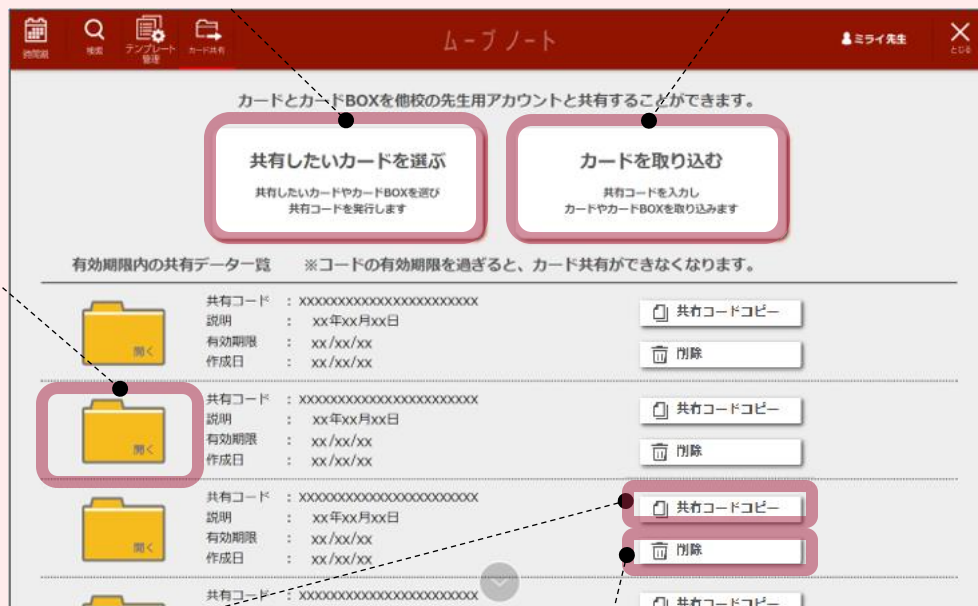 時間割
検索
テンプレート
管理
カード共有
ムーブノート
ミライ先生
とじる
カードとカードBOXを他校の先生用アカウントと共有することができます。
共有したいカードを選ぶ
共有したいカードやカードBOXを選び
共有コードを発行します
カードを取り込む
共有コードを入力し
カードやカードBOXを取り込みます
有効期限内の共有データ一覧 ※コードの有効期限を過ぎると、カード共有ができなくなります。
開く
共有コード : xxxxxxxxxxxxxxxxxxxxxxx
説明 : xx年xx月xx日
有効期限 : xx/xx/xx
作成日 : xx/xx/xx
共有コードコピー
削除
開く
共有コード : xxxxxxxxxxxxxxxxxxxxxxx
説明 : xx年xx月xx日
有効期限 : xx/xx/xx
作成日 : xx/xx/xx
共有コードコピー
削除
開く
共有コード : xxxxxxxxxxxxxxxxxxxxxxx
説明 : xx年xx月xx日
有効期限 : xx/xx/xx
作成日 : xx/xx/xx
共有コードコピー
削除
共有コード : xxxxxxxxxxxxxxxxxxxxxxx
共有コードコピー